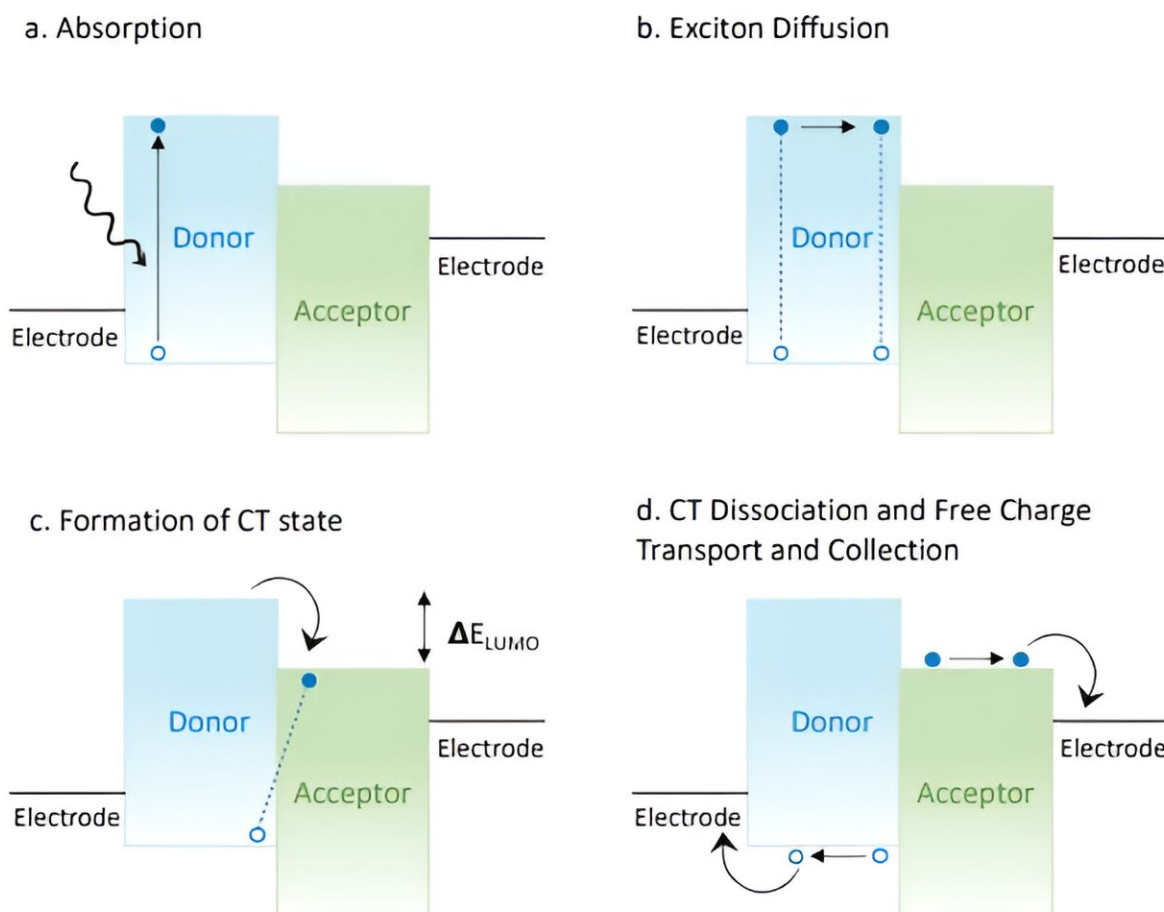 a. Absorption
Donor
Electrode
Acceptor
Electrode
b. Exciton Diffusion
Donor
Electrode
Acceptor
Electrode
c. Formation of CT state
ΔE_LUMO
Donor
Electrode
Acceptor
Electrode
d. CT Dissociation and Free Charge
Transport and Collection
Donor
Electrode
Acceptor
Electrode